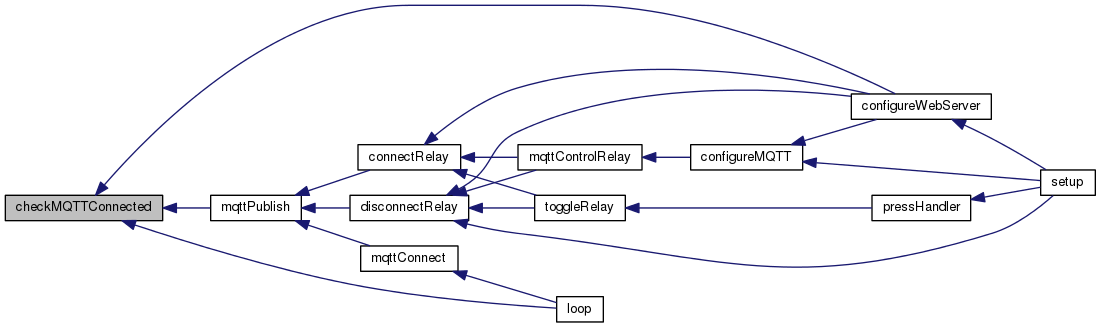 checkMQTTConnected
mqttPublish
connectRelay
disconnectRelay
mqttConnect
mqttControlRelay
toggleRelay
loop
configureMQTT
configureWebServer
pressHandler
setup